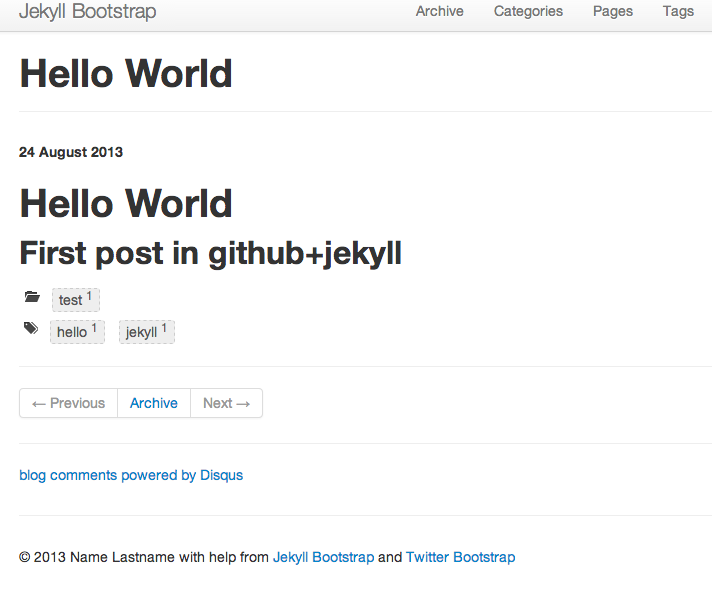 Jekyll Bootstrap Archive Categories Pages Tags
Hello World
24 August 2013
Hello World
First post in github+jekyll
test 1
hello 1 jekyll 1
← Previous Archive Next →
blog comments powered by Disqus
© 2013 Name Lastname with help from Jekyll Bootstrap and Twitter Bootstrap